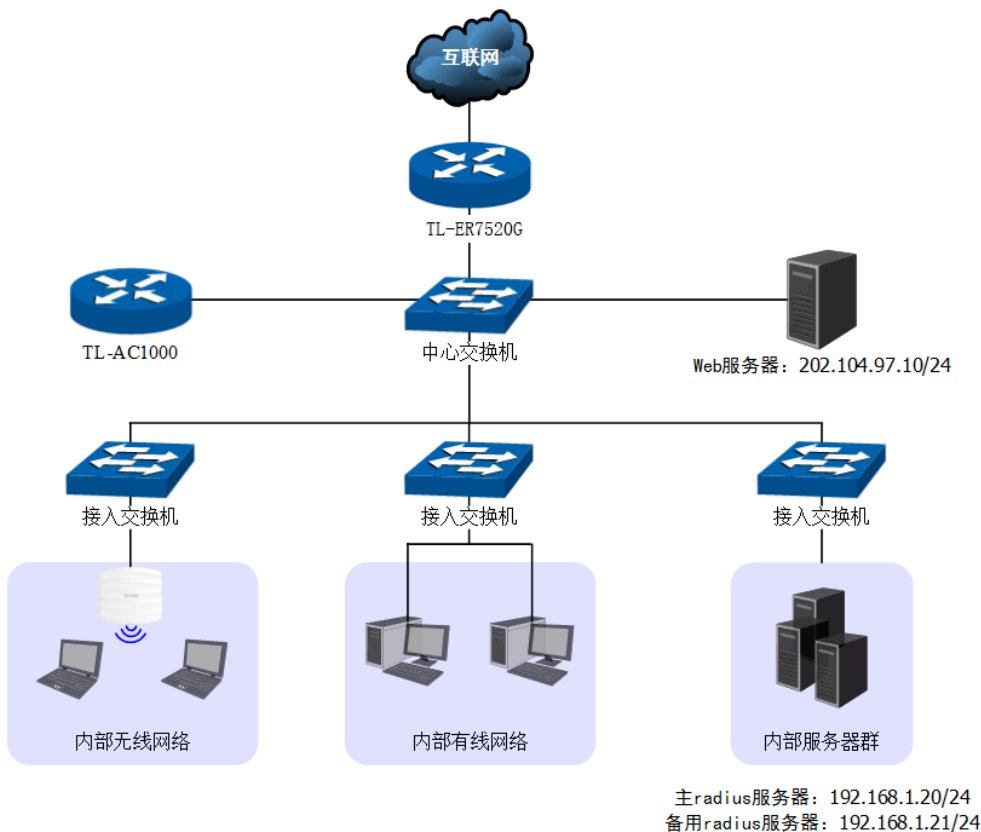 互联网
TL-ER7520G
TL-AC1000
中心交换机
Web服务器：202.104.97.10/24
接入交换机
接入交换机
接入交换机
内部无线网络
内部有线网络
内部服务器群
主radius服务器：192.168.1.20/24
备用radius服务器：192.168.1.21/24